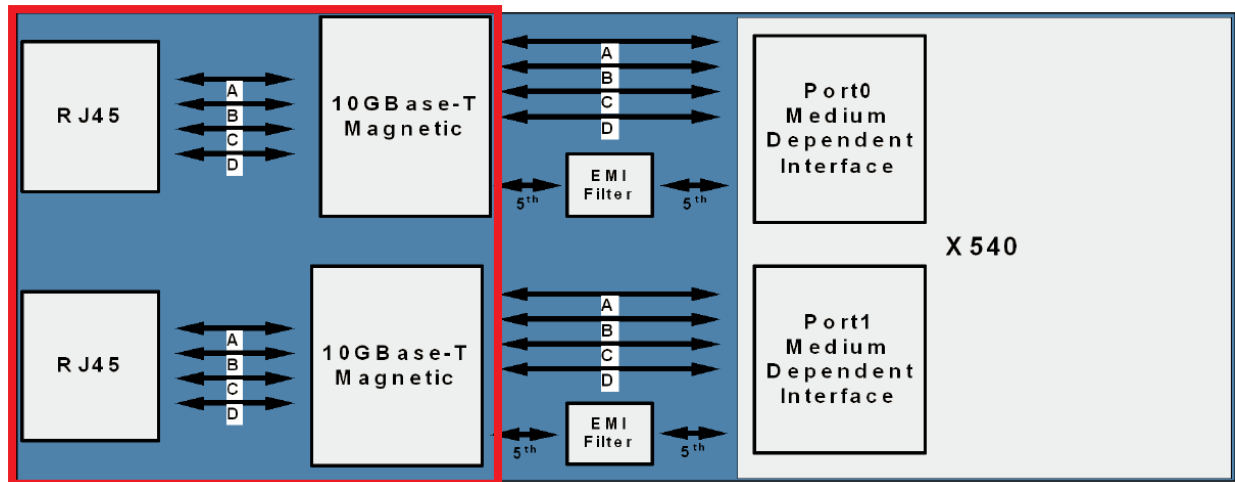 RJ45
A
B
C
D
10GBase-T
Magnetic
A
B
C
D
5th
EMI
Filter
5th
Port0
Medium
Dependent
Interface
X540
RJ45
A
B
C
D
10GBase-T
Magnetic
A
B
C
D
5th
EMI
Filter
5th
Port1
Medium
Dependent
Interface